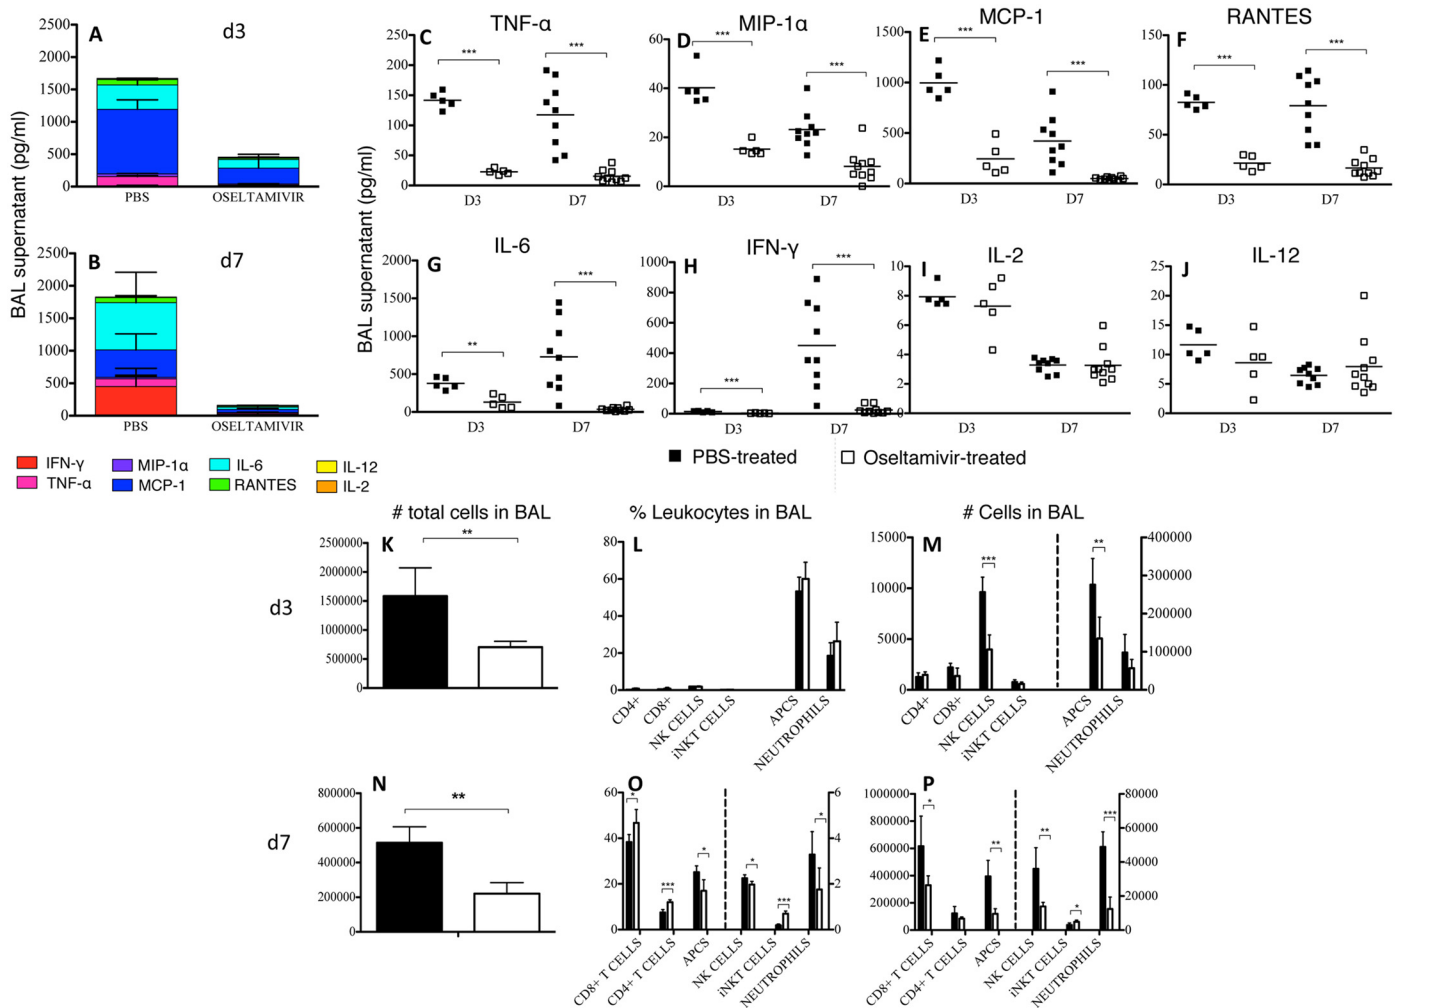 BAL supernatant (pg/ml)
A
d3
2500
2000
1500
1000
500
0
PBS
OSELTAMIVIR
B
d7
2500
2000
1500
1000
500
0
PBS
OSELTAMIVIR
IFN-γ
MIP-1α
IL-6
IL-12
TNF-α
MCP-1
RANTES
IL-2
BAL supernatant (pg/ml)
C
TNF-α
250
200
150
100
50
0
***
***
D3
D7
D
MIP-1α
60
40
20
0
***
***
D3
D7
E
MCP-1
1500
1000
500
0
***
***
D3
D7
F
RANTES
150
100
50
0
***
***
D3
D7
G
IL-6
2000
1500
1000
500
0
**
***
D3
D7
H
IFN-γ
1000
800
600
400
200
0
***
***
D3
D7
I
IL-2
10
8
6
4
2
0
D3
D7
J
IL-12
25
20
15
10
5
0
D3
D7
PBS-treated
Oseltamivir-treated
# total cells in BAL
% Leukocytes in BAL
# Cells in BAL
d3
K
2500000
2000000
1500000
1000000
500000
0
**
L
80
60
40
20
0
CD4+
CD8+
NK CELLS
iNKT CELLS
APCS
NEUTROPHILS
M
15000
10000
5000
0
***
**
400000
300000
200000
100000
0
CD4+
CD8+
NK CELLS
iNKT CELLS
APCS
NEUTROPHILS
d7
N
800000
600000
400000
200000
0
**
O
60
40
20
0
*
***
*
*
***
*
6
4
2
0
CD8+ T CELLS
CD4+ T CELLS
APCS
NK CELLS
iNKT CELLS
NEUTROPHILS
P
1000000
800000
600000
400000
200000
0
*
**
**
*
***
80000
60000
40000
20000
0
CD8+ T CELLS
CD4+ T CELLS
APCS
NK CELLS
iNKT CELLS
NEUTROPHILS